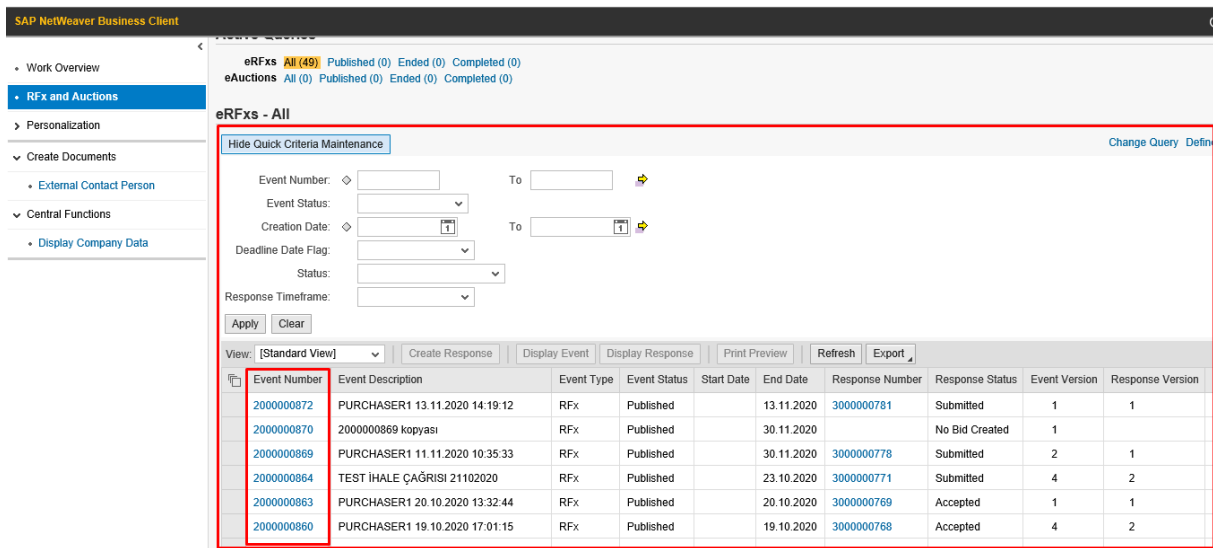 SAP NetWeaver Business Client
Active Queries
• Work Overview
• RFx and Auctions
Personalization
Create Documents
• External Contact Person
Central Functions
• Display Company Data
eRFxs All (49) Published (0) Ended (0) Completed (0)
eAuctions All (0) Published (0) Ended (0) Completed (0)
eRFxs - All
Hide Quick Criteria Maintenance Change Query
Event Number: To
Event Status:
Creation Date: 1 To 1
Deadline Date Flag:
Status:
Response Timeframe:
Apply Clear
View: [Standard View] Create Response Display Event Display Response Print Preview Refresh Export
Event Number Event Description Event Type Event Status Start Date End Date Response Number Response Status Event Version Response Version
2000000872 PURCHASER1 13.11.2020 14:19:12 RFx Published 13.11.2020 3000000781 Submitted 1 1
2000000870 2000000869 kopyası RFx Published 30.11.2020 No Bid Created 1
2000000869 PURCHASER1 11.11.2020 10:35:33 RFx Published 30.11.2020 3000000778 Submitted 2 1
2000000864 TEST İHALE ÇAĞRISI 21102020 RFx Published 23.10.2020 3000000771 Submitted 4 2
2000000863 PURCHASER1 20.10.2020 13:32:44 RFx Published 20.10.2020 3000000769 Accepted 1 1
2000000860 PURCHASER1 19.10.2020 17:01:15 RFx Published 19.10.2020 3000000768 Accepted 4 2